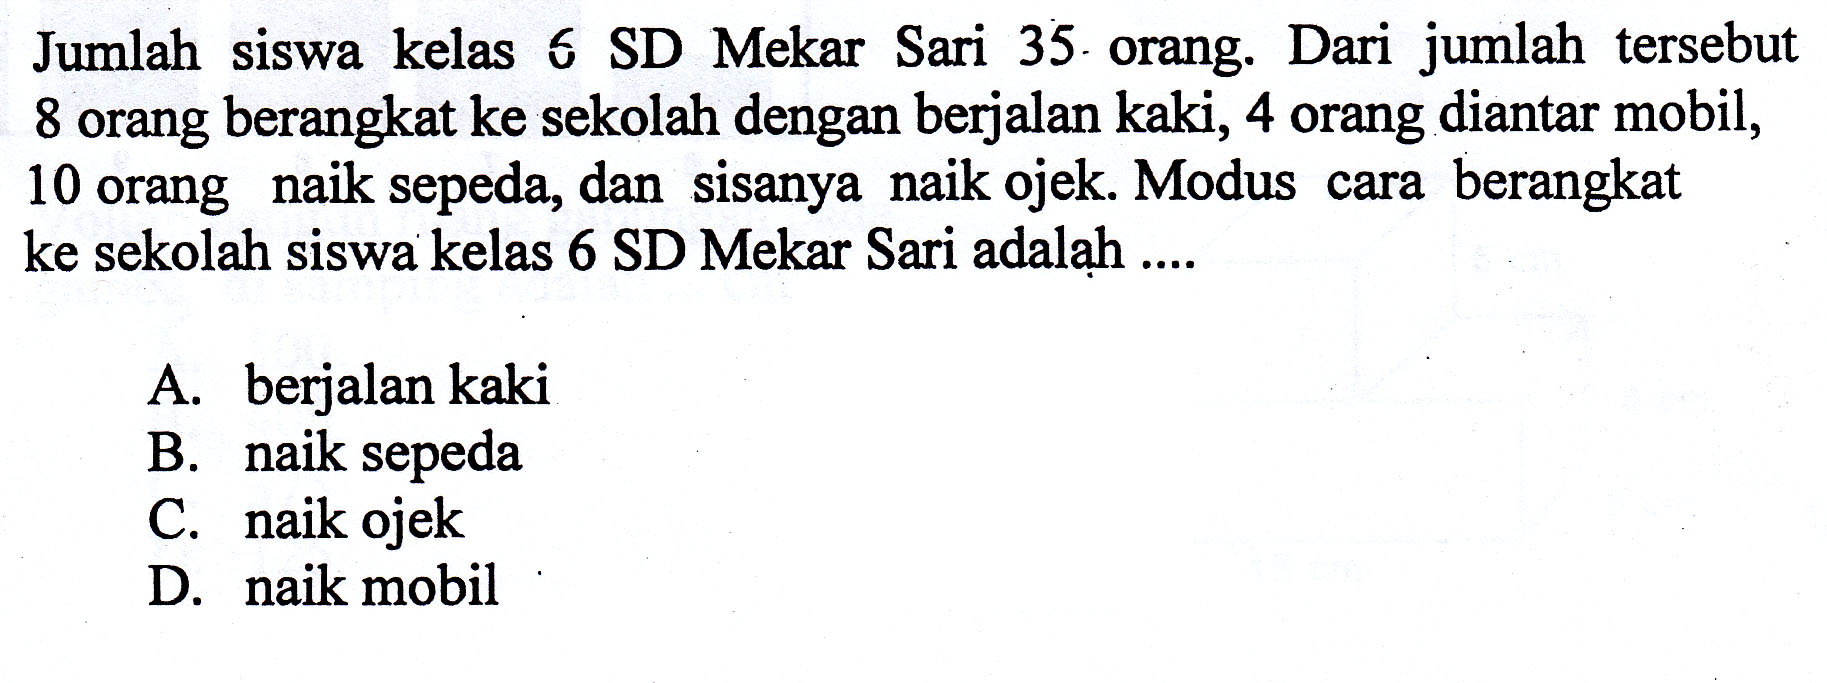 Jumlah siswa kelas 6 SD Mekar Sari 35 orang. Dari jumlah tersebut
8 orang berangkat ke sekolah dengan berjalan kaki, 4 orang diantar mobil,
10 orang naik sepeda, dan sisanya naik ojek. Modus cara berangkat
ke sekolah siswa kelas 6 SD Mekar Sari adalah ....
A. berjalan kaki
B. naik sepeda
C. naik ojek
D. naik mobil